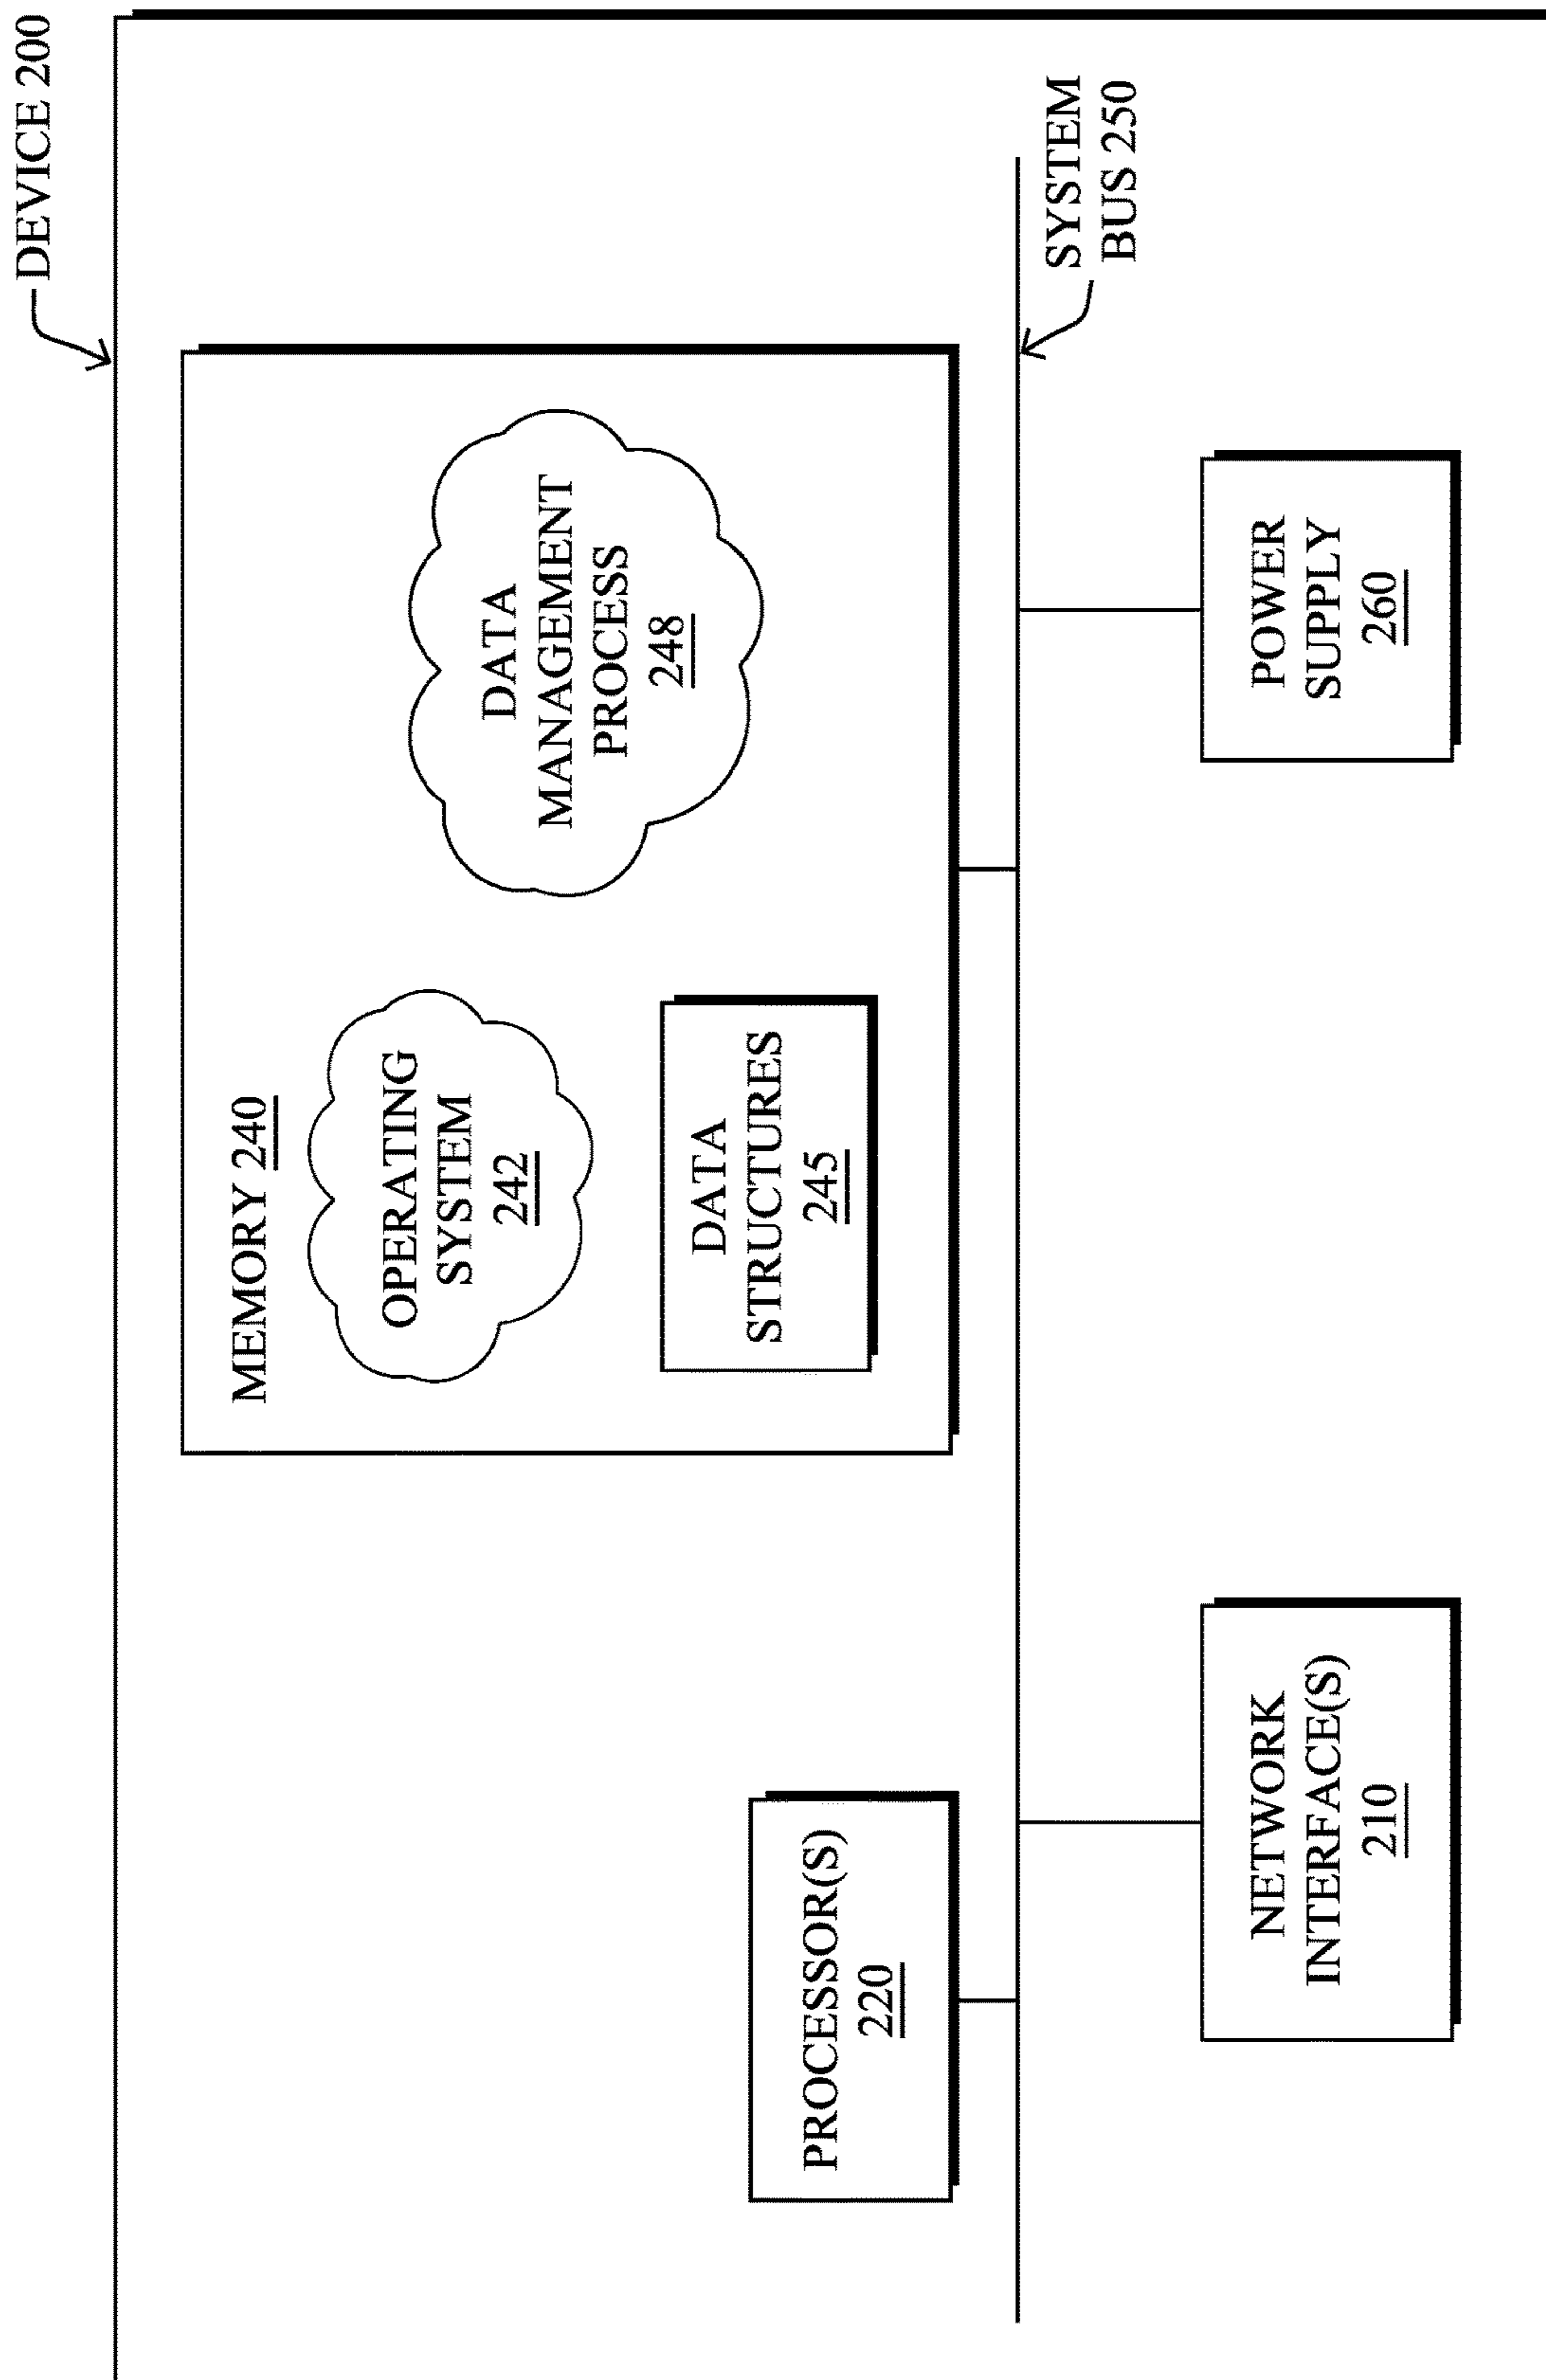 DEVICE 200
MEMORY 240
OPERATING
SYSTEM
242
DATA
STRUCTURES
245
DATA
MANAGEMENT
PROCESS
248
PROCESSOR(S)
220
SYSTEM
BUS 250
NETWORK
INTERFACE(S)
210
POWER
SUPPLY
260